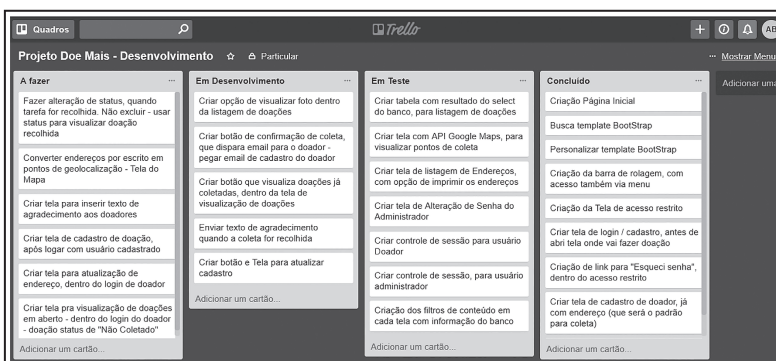 Quadros
Trello
AB
Projeto Doe Mais - Desenvolvimento
Particular
... Mostrar Menu
A fazer
Fazer alteração de status, quando
tarefa for recolhida. Não excluir - usar
status para visualizar doação
recolhida
Converter endereços por escrito em
pontos de geolocalização - Tela do
Mapa
Criar tela para inserir texto de
agradecimento aos doadores
Criar tela de cadastro de doação,
após logar com usuário cadastrado
Criar tela para atualização de
endereço, dentro do login de doador
Criar tela pra visualização de doações
em aberto - dentro do login do doador
- doação status de "Não Coletado"
Adicionar um cartão...
Em Desenvolvimento
Criar opção de visualizar foto dentro
da listagem de doações
Criar botão de confirmação de coleta,
que dispara email para o doador -
pegar email de cadastro do doador
Criar botão que visualiza doações já
coletadas, dentro da tela de
visualização de doações
Enviar texto de agradecimento
quando a coleta for recolhida
Criar botão e Tela para atualizar
cadastro
Adicionar um cartão...
Em Teste
Criar tabela com resultado do select
do banco, para listagem de doações
Criar tela com API Google Maps, para
visualizar pontos de coleta
Criar tela de listagem de Endereços,
com opção de imprimir os endereços
Criar tela de Alteração de Senha do
Administrador
Criar controle de sessão para usuário
Doador
Criar controle de sessão, para usuário
administrador
Criação dos filtros de conteúdo em
cada tela com informação do banco
Adicionar um cartão...
Concluido
Criação Página Inicial
Busca template BootStrap
Personalizar template BootStrap
Criação da barra de rolagem, com
acesso também via menu
Criação da Tela de acesso restrito
Criar tela de login / cadastro, antes de
abri tela onde vai fazer doação
Criação de link para "Esqueci senha",
dentro do acesso restrito
Criar tela de cadastro de doador, já
com endereço (que será o padrão
para coleta)
Adicionar um cartão...
Adicionar uma